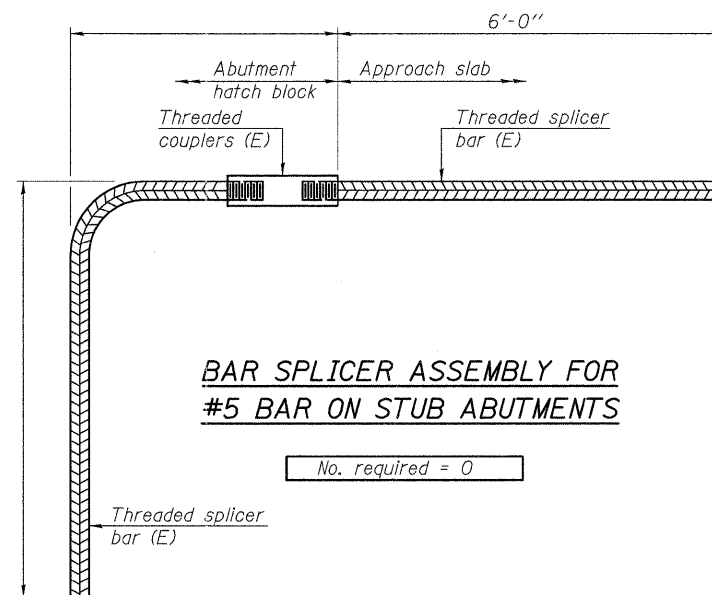 6'-0"
Abutment
hatch block
Approach slab
Threaded
couplers (E)
Threaded splicer
bar (E)
BAR SPLICER ASSEMBLY FOR
#5 BAR ON STUB ABUTMENTS
No. required = 0
Threaded splicer
bar (E)